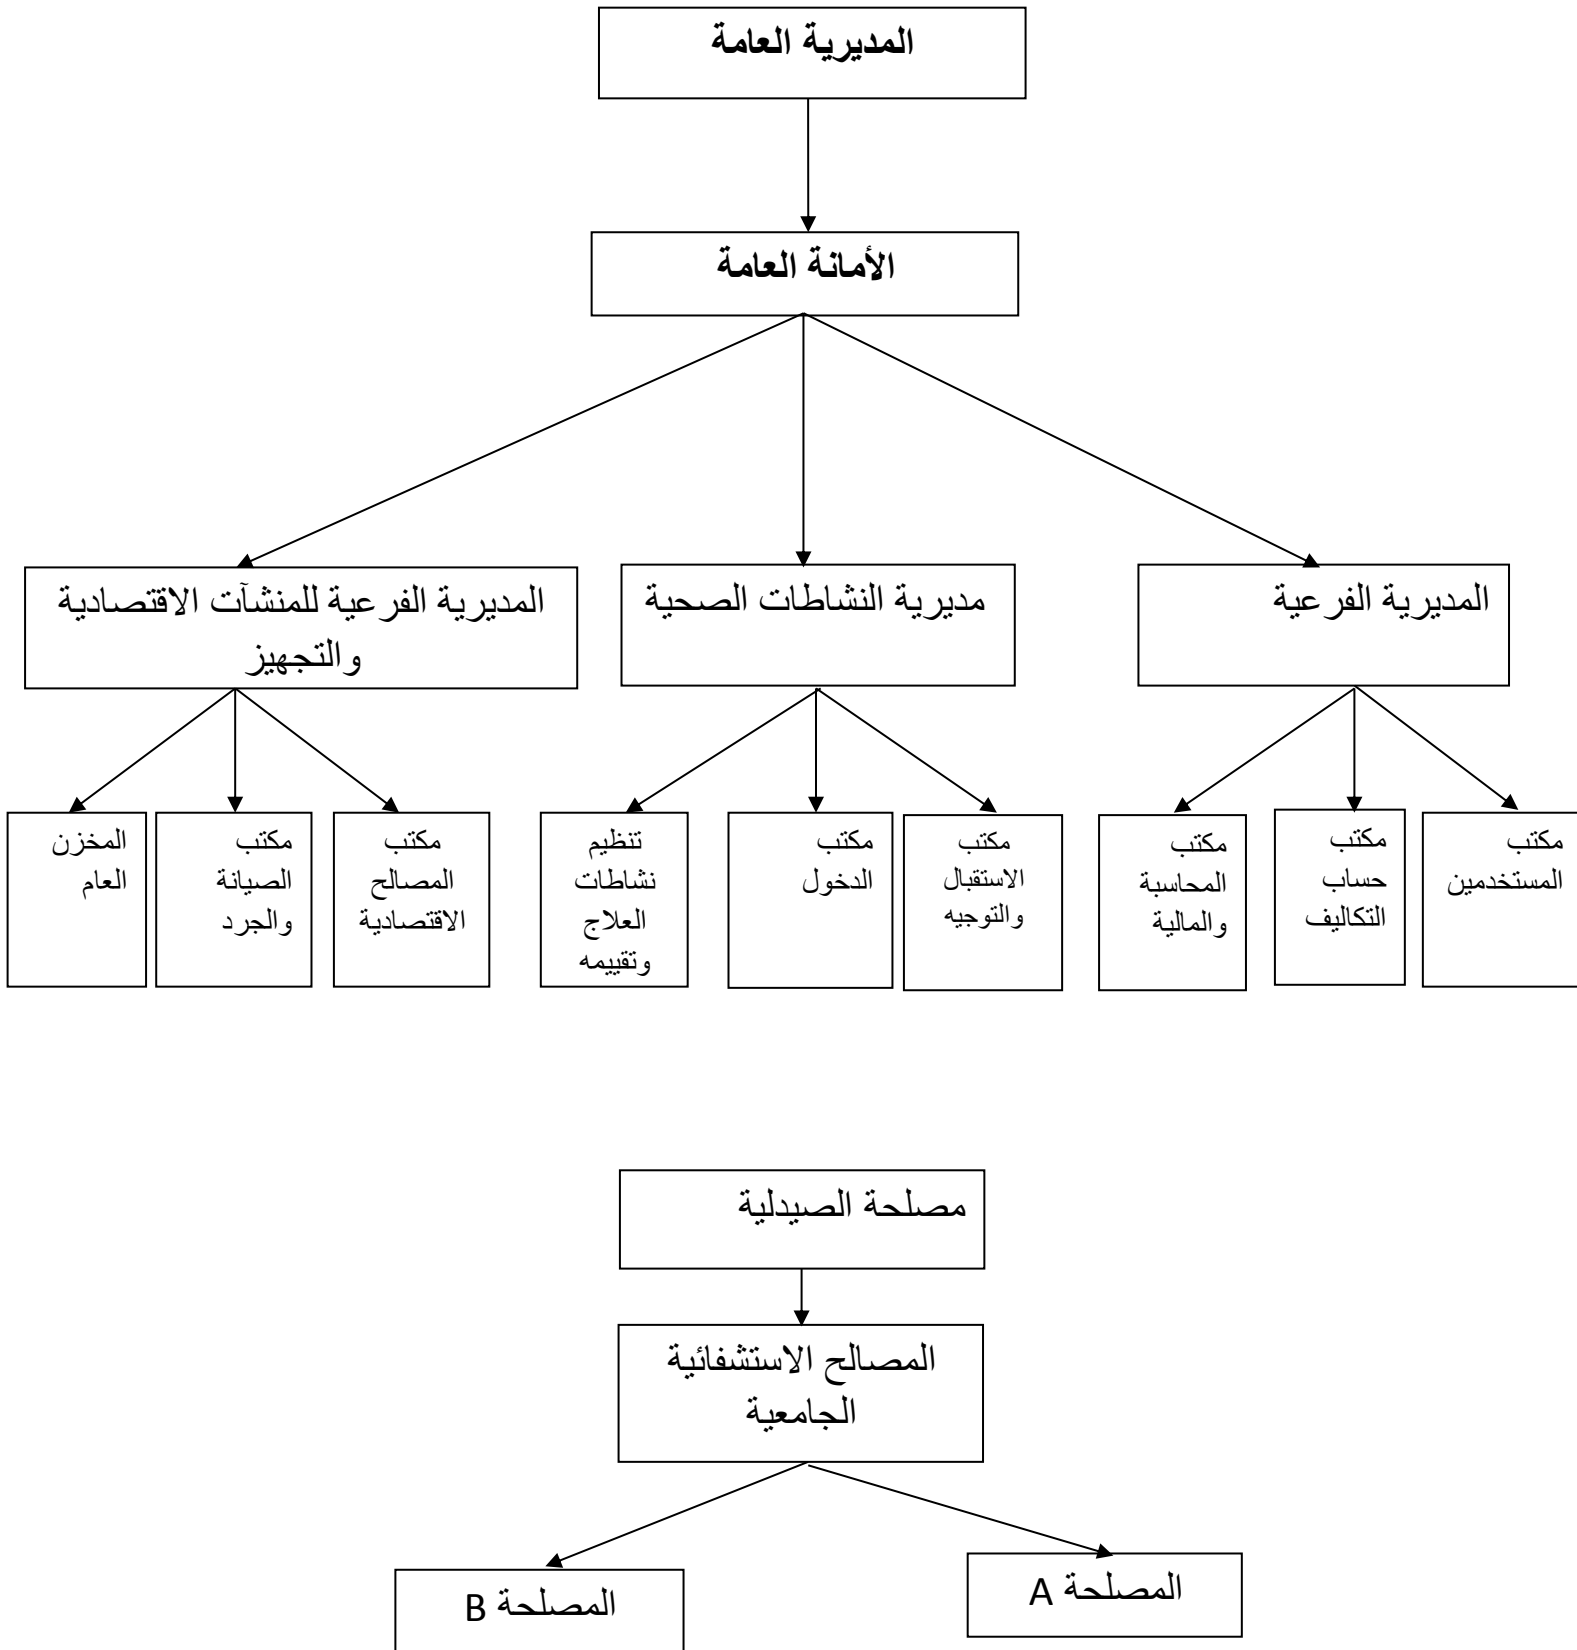 المديرية العامة
الأمانة العامة
المديرية الفرعية
مديرية النشاطات الصحية
المديرية الفرعية للمنشآت الاقتصادية
والتجهيز
مكتب
المستخدمين
مكتب
حساب
التكاليف
مكتب
المحاسبة
والمالية
مكتب
الاستقبال
والتوجيه
مكتب
الدخول
تنظيم
نشاطات
العلاج
وتقييمه
مكتب
المصالح
الاقتصادية
مكتب
الصيانة
والجرد
المخزن
العام
مصلحة الصيدلية
المصالح الاستشفائية
الجامعية
المصلحة A
المصلحة B